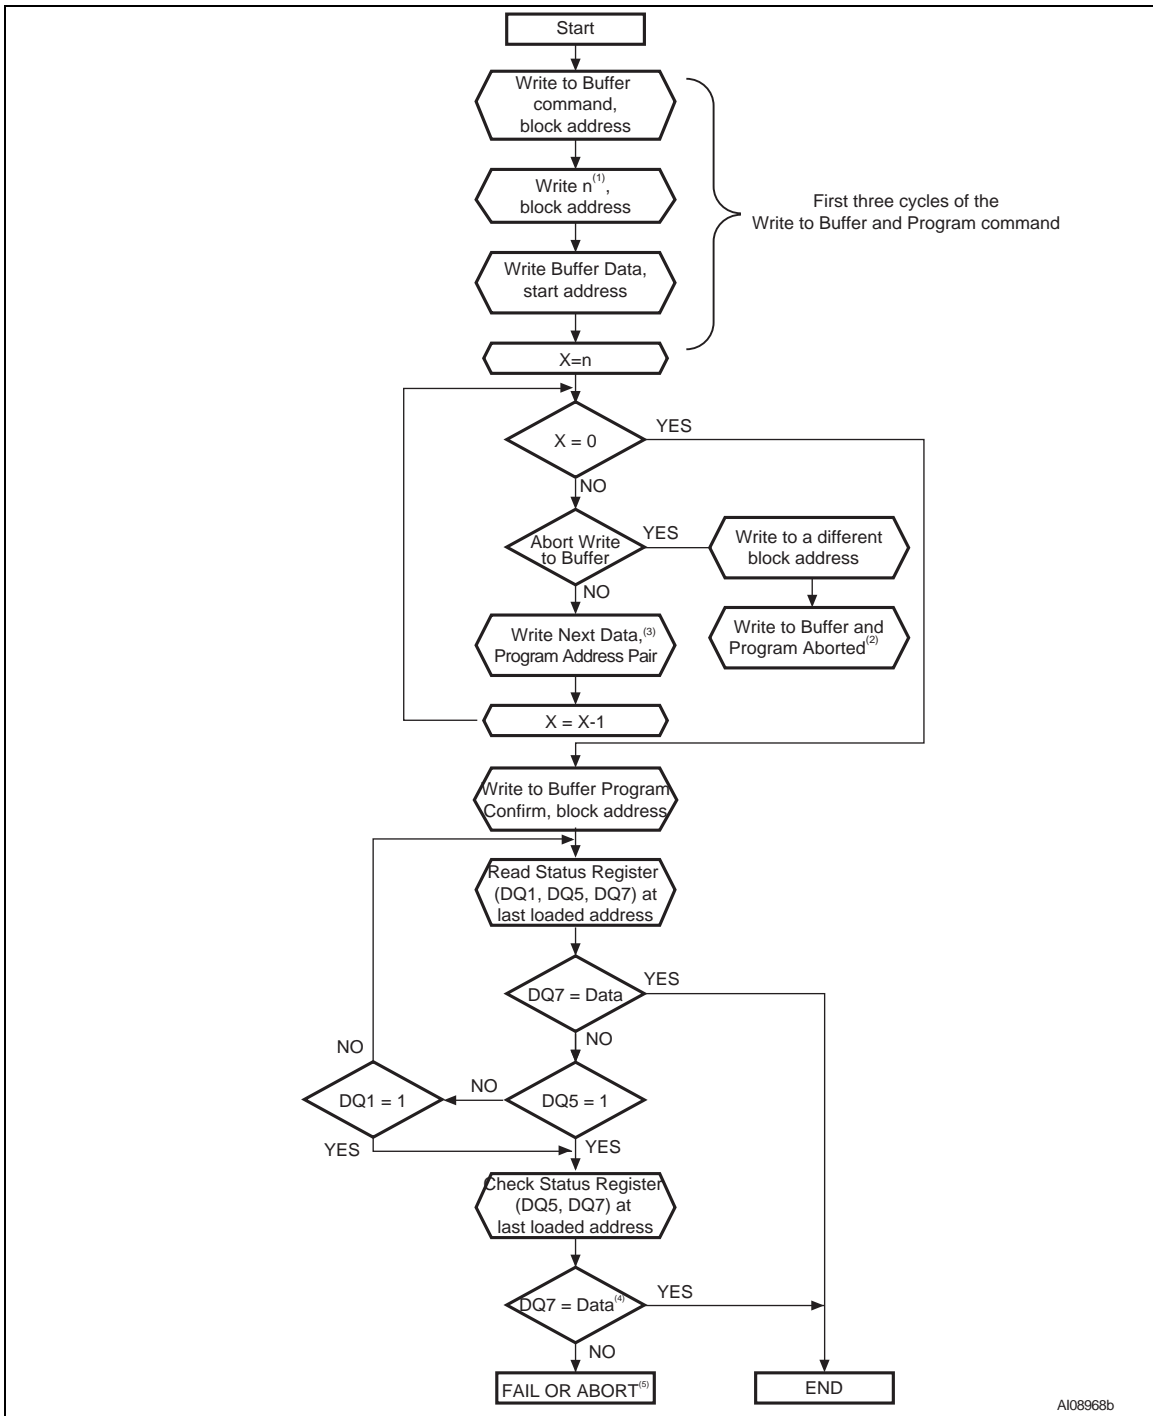 Start
Write to Buffer
command,
block address
Write n(1),
block address
First three cycles of the
Write to Buffer and Program command
Write Buffer Data,
start address
X=n
X = 0
YES
NO
Abort Write
to Buffer
YES
Write to a different
block address
NO
Write Next Data,(3)
Program Address Pair
Write to Buffer and
Program Aborted(2)
X = X-1
Write to Buffer Program
Confirm, block address
Read Status Register
(DQ1, DQ5, DQ7) at
last loaded address
DQ7 = Data
YES
NO
NO
DQ1 = 1
NO
DQ5 = 1
YES
YES
Check Status Register
(DQ5, DQ7) at
last loaded address
DQ7 = Data(4)
YES
NO
FAIL OR ABORT(5)
END
AI08968b